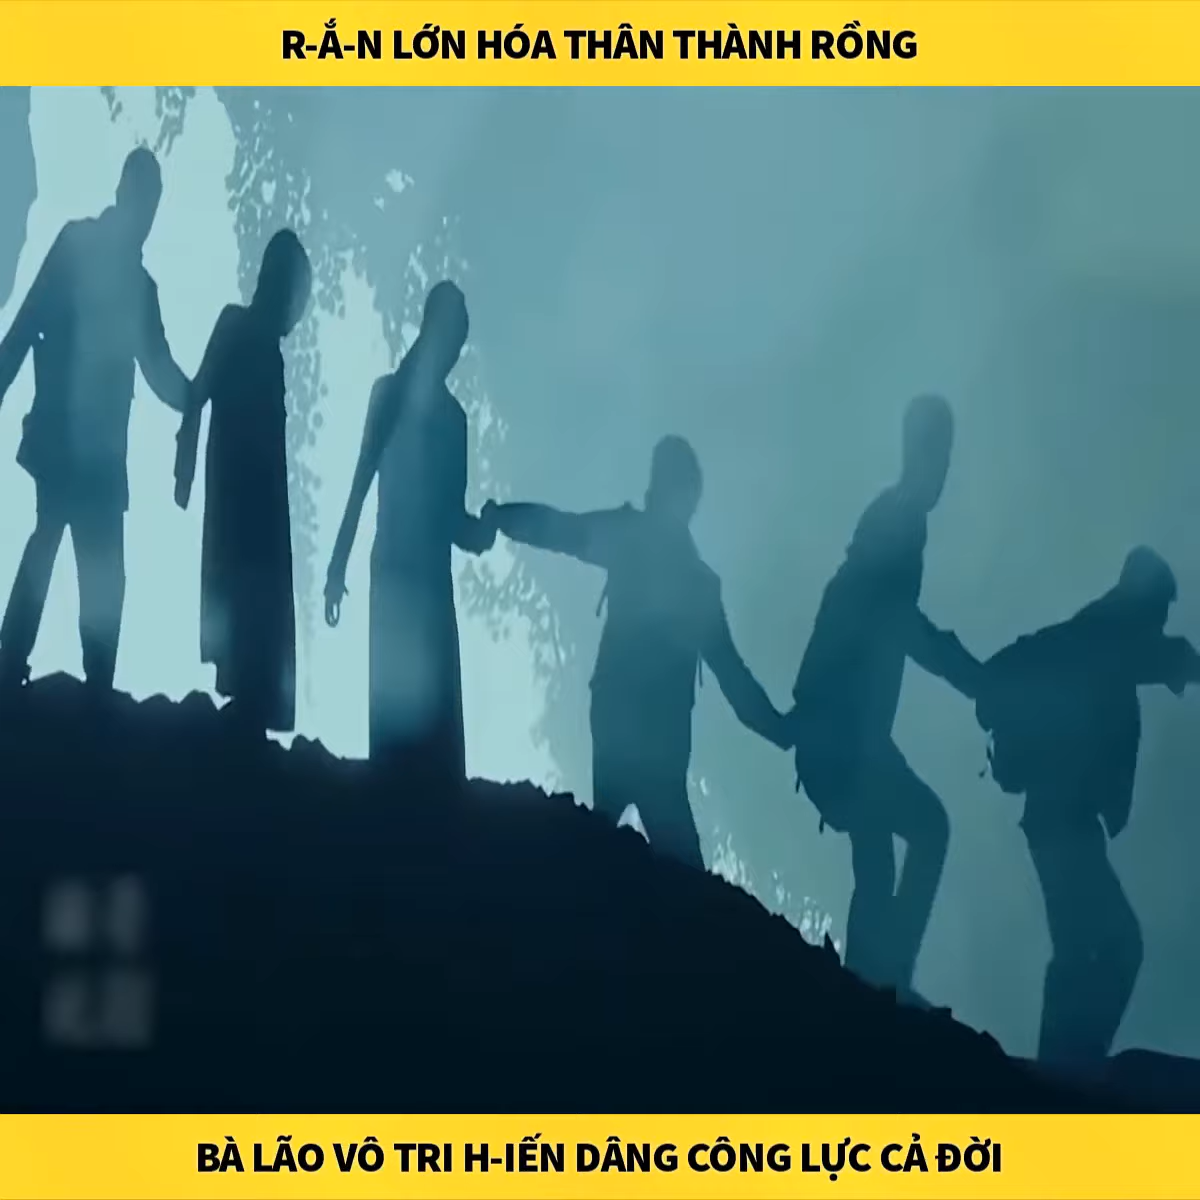 R-Ắ-N LỚN HÓA THÂN THÀNH RỒNG
BÀ LÃO VÔ TRI H-IẾN DÂNG CÔNG LỰC CẢ ĐỜI